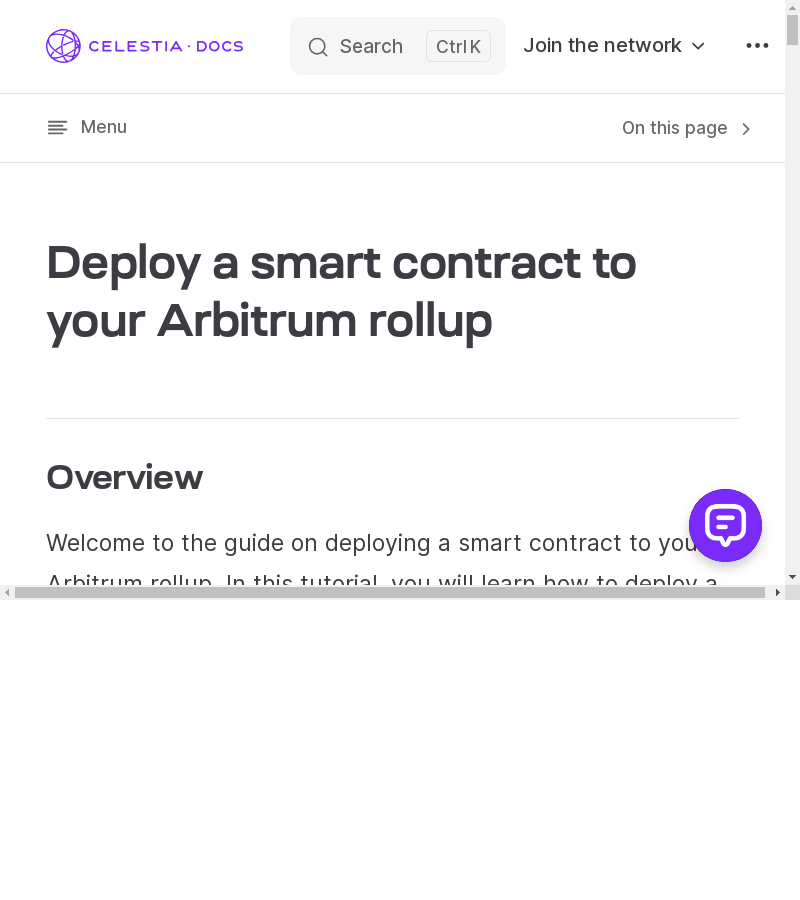 CELESTIA · DOCS
Search
Ctrl K
Join the network
Menu
On this page
Deploy a smart contract to
your Arbitrum rollup
Overview
Welcome to the guide on deploying a smart contract to you
Arbitrum rollup. In this tutorial, you will learn how to deploy a